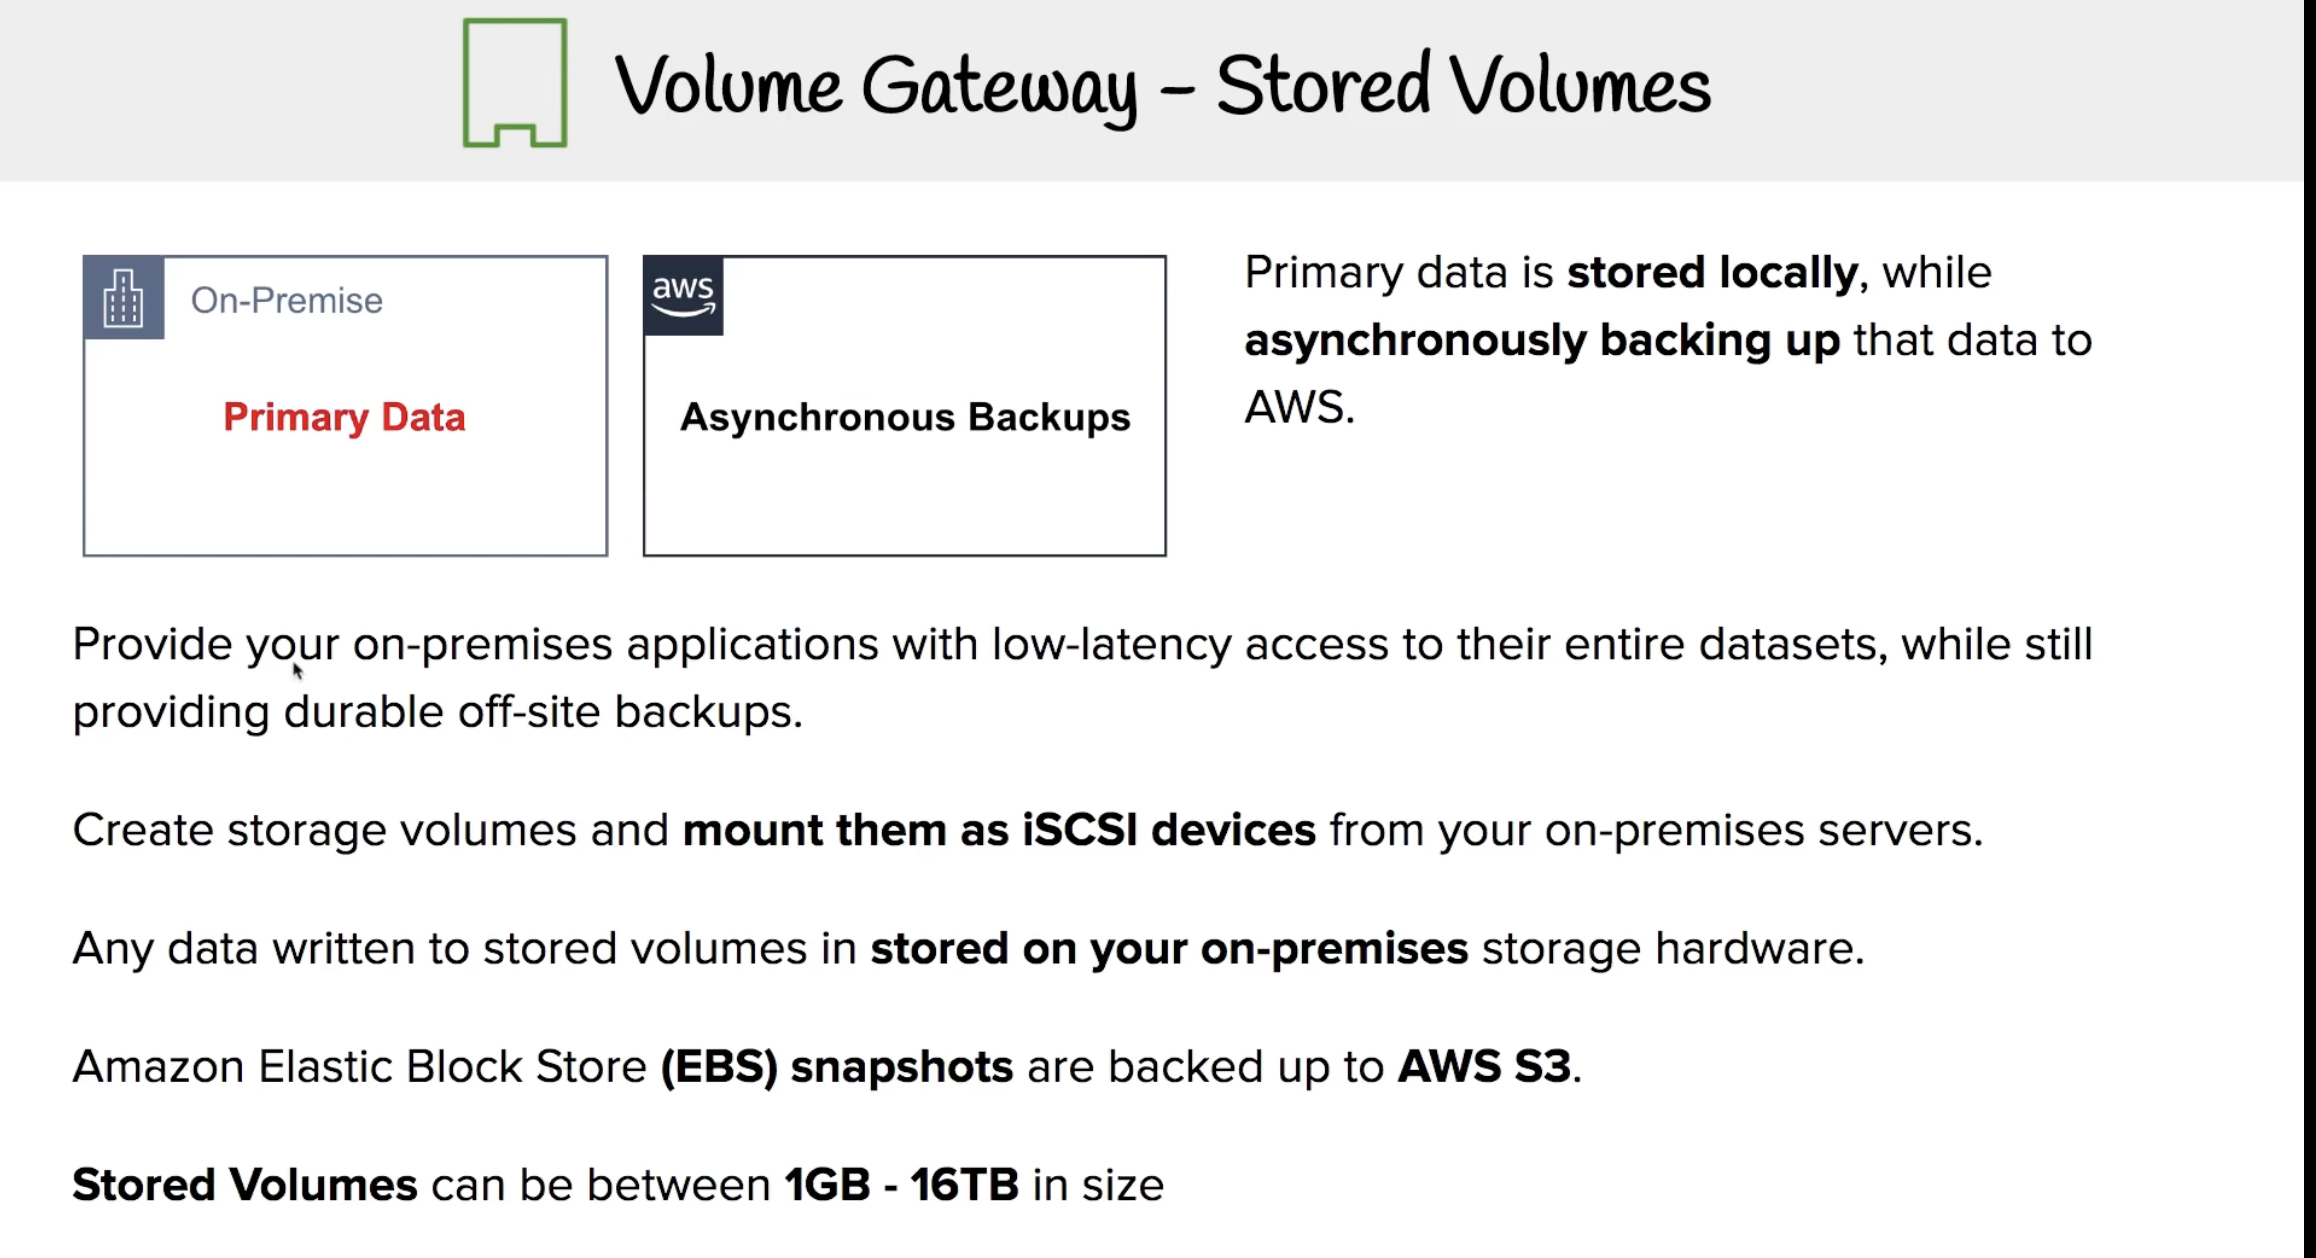 Volume Gateway – Stored Volumes
On-Premise
Primary Data
aws
Asynchronous Backups
Primary data is stored locally, while
asynchronously backing up that data to
AWS.
Provide your on-premises applications with low-latency access to their entire datasets, while still
providing durable off-site backups.
Create storage volumes and mount them as iSCSI devices from your on-premises servers.
Any data written to stored volumes in stored on your on-premises storage hardware.
Amazon Elastic Block Store (EBS) snapshots are backed up to AWS S3.
Stored Volumes can be between 1GB - 16TB in size